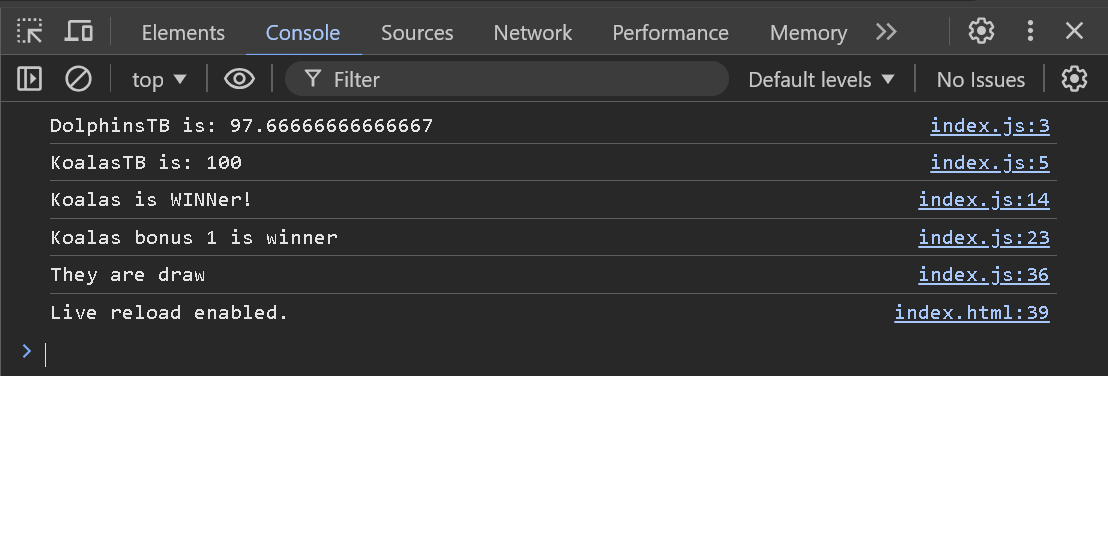 Elements Console Sources Network Performance Memory
top Filter Default levels No Issues
DolphinsTB is: 97.66666666666667 index.js:3
KoalasTB is: 100 index.js:5
Koalas is WINNer! index.js:14
Koalas bonus 1 is winner index.js:23
They are draw index.js:36
Live reload enabled. index.html:39